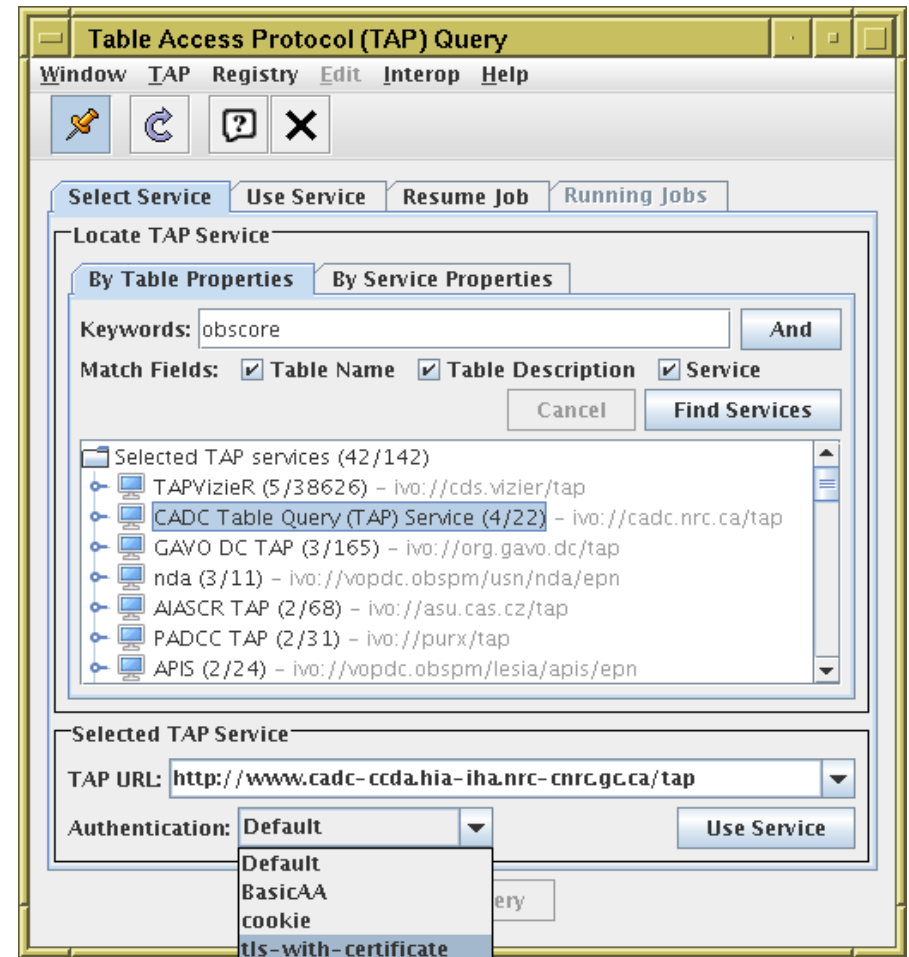 Table Access Protocol (TAP) Query
Window TAP Registry Edit Interop Help
Select Service Use Service Resume Job Running Jobs
Locate TAP Service
By Table Properties By Service Properties
Keywords: obscore And
Match Fields: Table Name Table Description Service
Cancel Find Services
Selected TAP services (42/142)
TAPVizieR (5/38626) - ivo://cds.vizier/tap
CADC Table Query (TAP) Service (4/22) - ivo://cadc.nrc.ca/tap
GAVO DC TAP (3/165) - ivo://org.gavo.dc/tap
nda (3/11) - ivo://vopdc.obspm/usn/nda/epn
AIASCR TAP (2/68) - ivo://asu.cas.cz/tap
PADCC TAP (2/31) - ivo://purx/tap
APIS (2/24) - ivo://vopdc.obspm/lesia/apis/epn
Selected TAP Service
TAP URL: http://www.cadc-ccda.hia-iha.nrc-cnrc.gc.ca/tap
Authentication: Default Use Service
Default
BasicAA
cookie
ery
tls-with-certificate